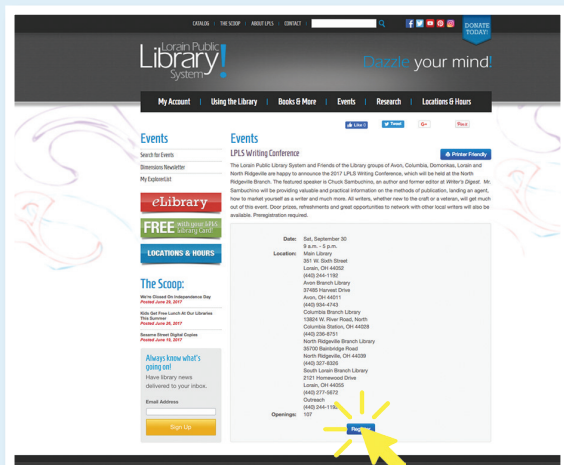 CATALOG | THE SCOOP | ABOUT LPLS | CONTACT |
DONATE
TODAY!
Lorain Public
Library!
System
Dazzle your mind!
My Account | Using the Library | Books & More | Events | Research | Locations & Hours
Like 0
Tweet
G+
Pin it
Events
Search for Events
Dimensions Newsletter
My ExplorerList
eLibrary
FREE with your LPLS
Library Card!
LOCATIONS & HOURS
The Scoop:
We're Closed On Independence Day
Posted June 28, 2017
Kids Get Free Lunch At Our Libraries
This Summer
Posted June 20, 2017
Sesame Street Digital Copies
Posted June 19, 2017
Always know what's
going on!
Have library news
delivered to your inbox.
Email Address
Sign Up
Events
LPLS Writing Conference
Printer Friendly
The Lorain Public Library System and Friends of the Library groups of Avon, Columbia, Domonkas, Lorain and
North Ridgeville are happy to announce the 2017 LPLS Writing Conference, which will be held at the North
Ridgeville Branch. The featured speaker is Chuck Sambuchino, an author and former editor at Writer's Digest. Mr.
Sambuchino will be providing valuable and practical information on the methods of publication, landing an agent,
how to market yourself as a writer and much more. All writers, whether new to the craft or a veteran, will get much
out of this event. Door prizes, refreshments and great opportunities to network with other local writers will also be
available. Preregistration required.
Date: Sat, September 30
9 a.m. - 5 p.m.
Location: Main Library
351 W. Sixth Street
Lorain, OH 44052
(440) 244-1192
Avon Branch Library
37485 Harvest Drive
Avon, OH 44011
(440) 934-4743
Columbia Branch Library
13824 W. River Road, North
Columbia Station, OH 44028
(440) 236-8751
North Ridgeville Branch Library
35700 Bainbridge Road
North Ridgeville, OH 44039
(440) 327-8326
South Lorain Branch Library
2121 Homewood Drive
Lorain, OH 44055
(440) 277-5672
Outreach
(440) 244-1192
Openings: 107